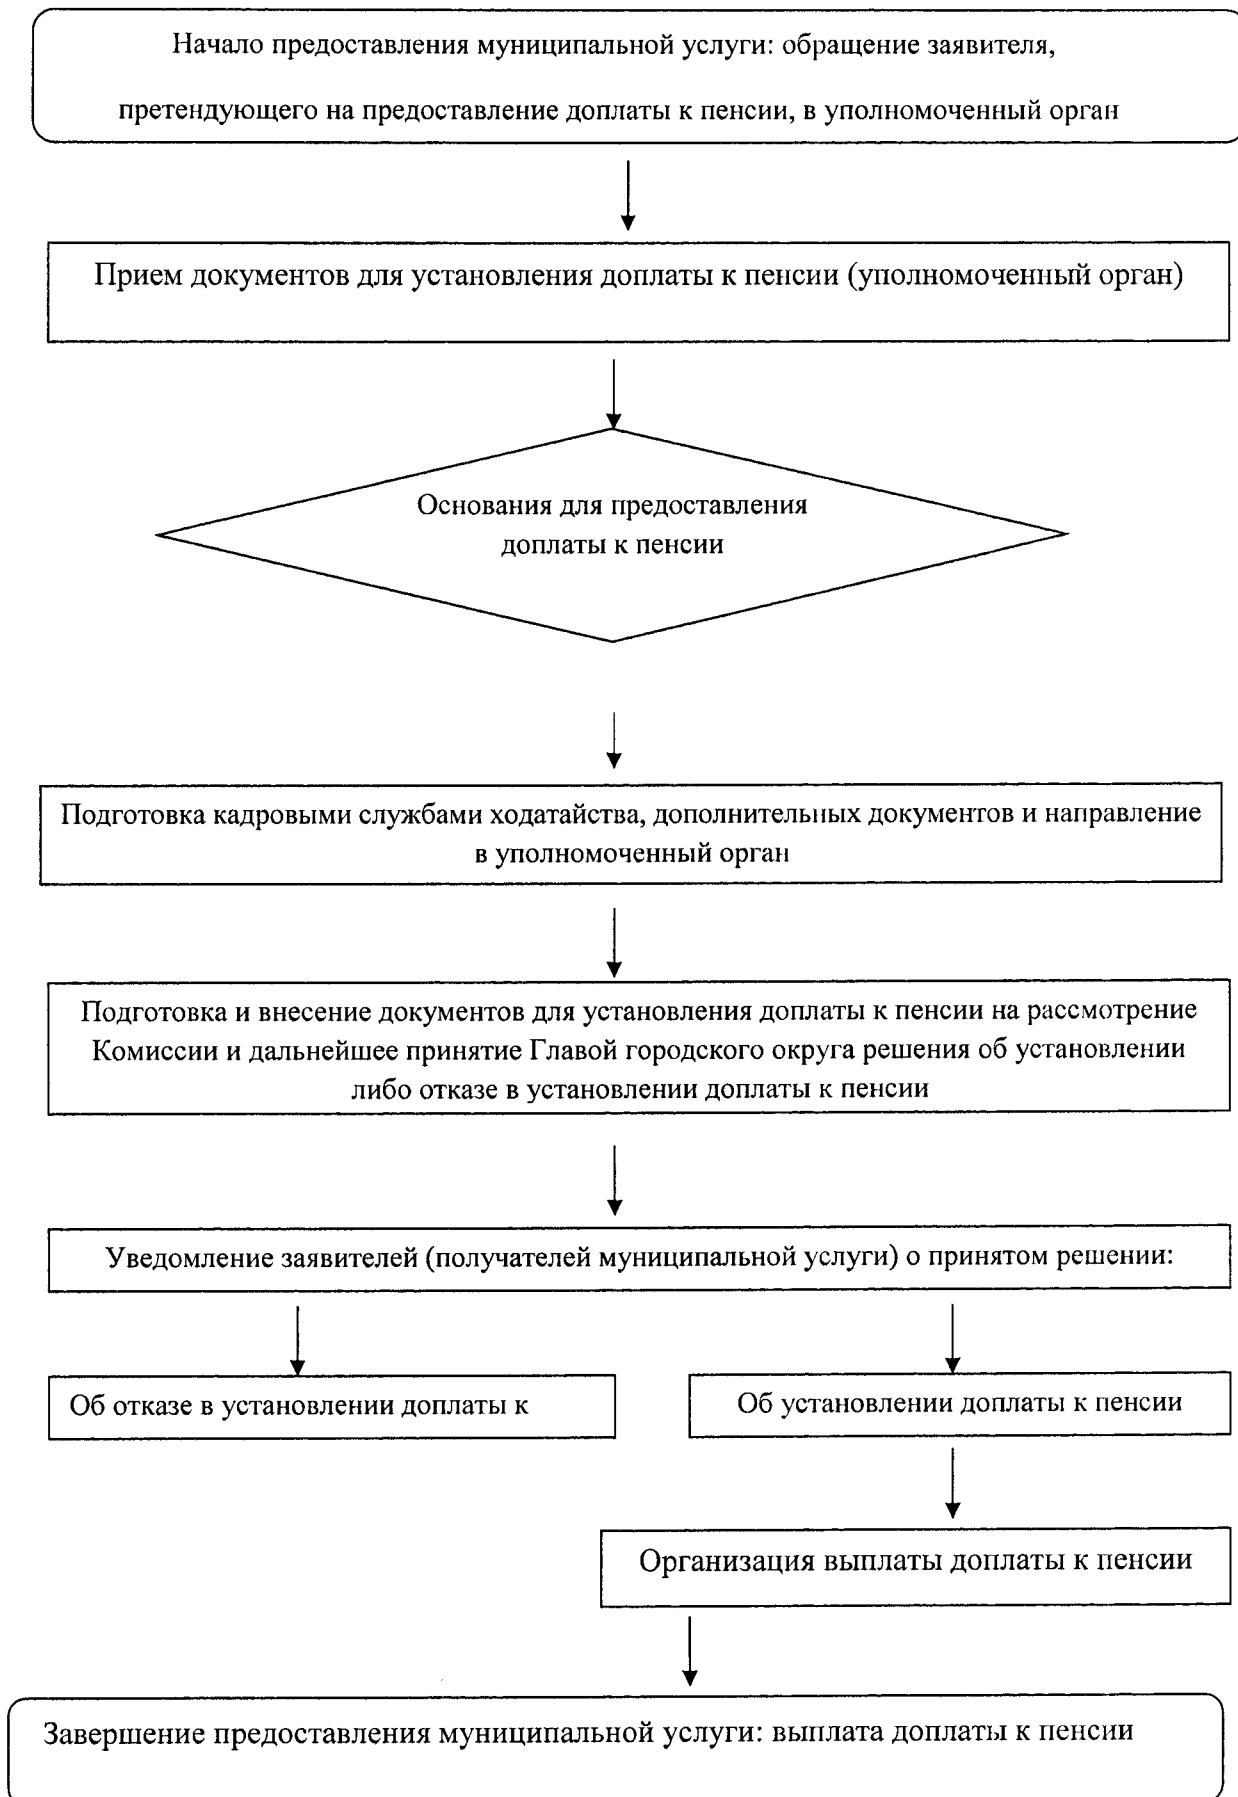 Начало предоставления муниципальной услуги: обращение заявителя,
претендующего на предоставление доплаты к пенсии, в уполномоченный орган
Прием документов для установления доплаты к пенсии (уполномоченный орган)
Основания для предоставления
доплаты к пенсии
Подготовка кадровыми службами ходатайства, дополнительных документов и направление
в уполномоченный орган
Подготовка и внесение документов для установления доплаты к пенсии на рассмотрение
Комиссии и дальнейшее принятие Главой городского округа решения об установлении
либо отказе в установлении доплаты к пенсии
Уведомление заявителей (получателей муниципальной услуги) о принятом решении:
Об отказе в установлении доплаты к
Об установлении доплаты к пенсии
Организация выплаты доплаты к пенсии
Завершение предоставления муниципальной услуги: выплата доплаты к пенсии